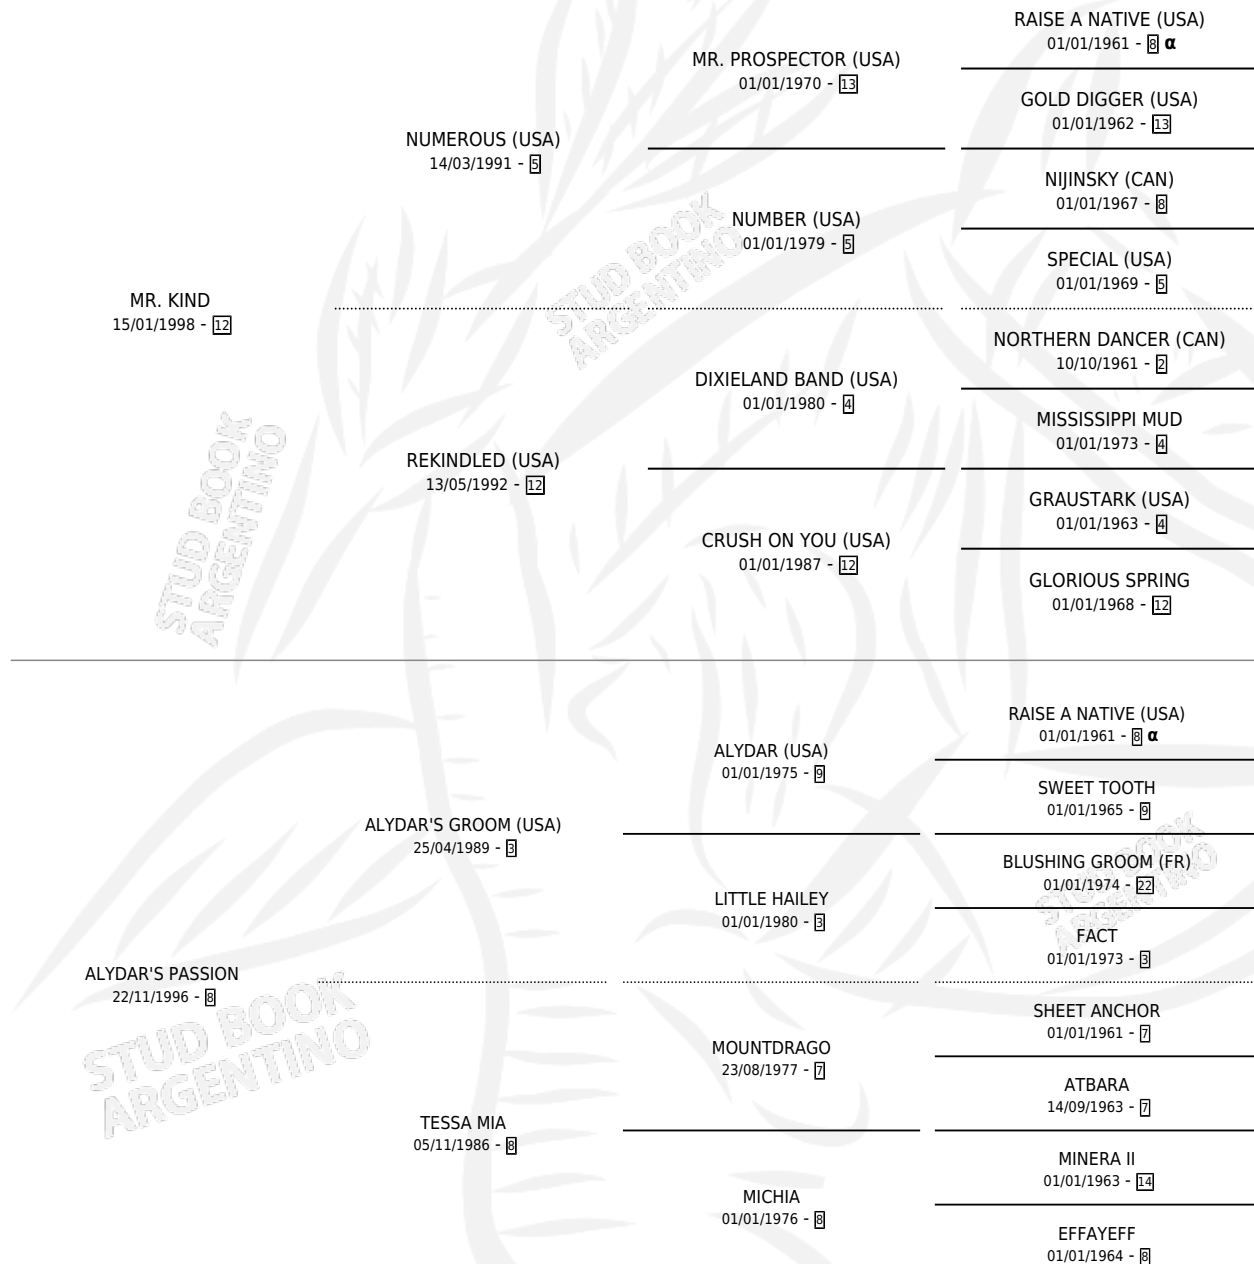 RAISE A NATIVE (USA)
01/01/1961 - 8 α
MR. PROSPECTOR (USA)
01/01/1970 - 13
GOLD DIGGER (USA)
01/01/1962 - 13
NUMEROUS (USA)
14/03/1991 - 5
NIJINSKY (CAN)
01/01/1967 - 8
NUMBER (USA)
01/01/1979 - 5
SPECIAL (USA)
01/01/1969 - 5
MR. KIND
15/01/1998 - 12
NORTHERN DANCER (CAN)
10/10/1961 - 2
DIXIELAND BAND (USA)
01/01/1980 - 4
MISSISSIPPI MUD
01/01/1973 - 4
REKINDLED (USA)
13/05/1992 - 12
GRAUSTARK (USA)
01/01/1963 - 4
CRUSH ON YOU (USA)
01/01/1987 - 12
GLORIOUS SPRING
01/01/1968 - 12
STUD BOOK
ARGENTINO
STUD BOOK
ARGENTINO
RAISE A NATIVE (USA)
01/01/1961 - 8 α
ALYDAR (USA)
01/01/1975 - 9
SWEET TOOTH
01/01/1965 - 9
ALYDAR'S GROOM (USA)
25/04/1989 - 3
BLUSHING GROOM (FR)
01/01/1974 - 22
LITTLE HAILEY
01/01/1980 - 3
FACT
01/01/1973 - 3
ALYDAR'S PASSION
22/11/1996 - 8
SHEET ANCHOR
01/01/1961 - 7
MOUNTDRAGO
23/08/1977 - 7
ATBARA
14/09/1963 - 7
TESSA MIA
05/11/1986 - 8
MINERA II
01/01/1963 - 14
MICHIA
01/01/1976 - 8
EFFAYEFF
01/01/1964 - 8
STUD BOOK
ARGENTINO
STUD BOOK
ARGENTINO